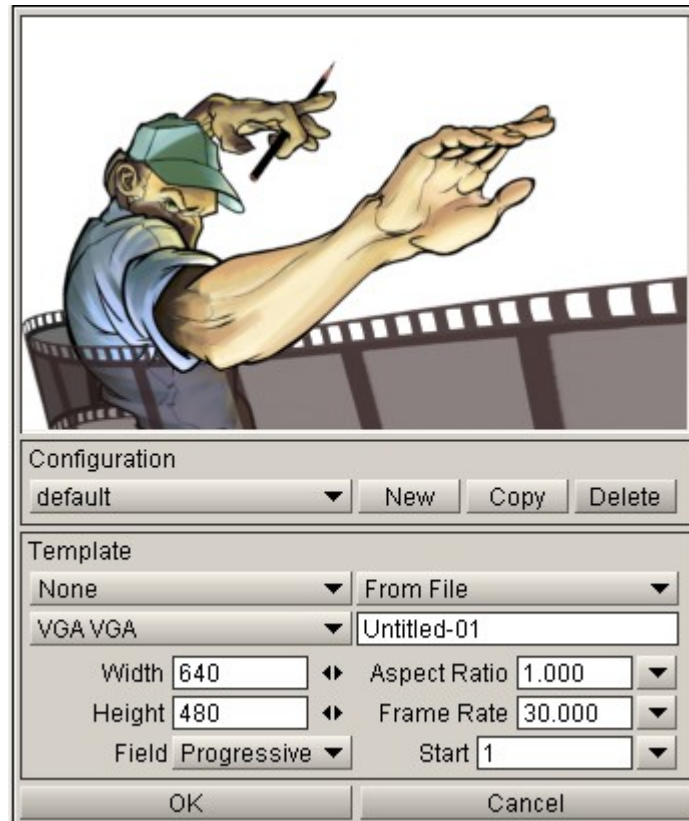 Configuration
default New Copy Delete
Template
None From File
VGA VGA Untitled-01
Width 640 Aspect Ratio 1.000
Height 480 Frame Rate 30.000
Field Progressive Start 1
OK Cancel